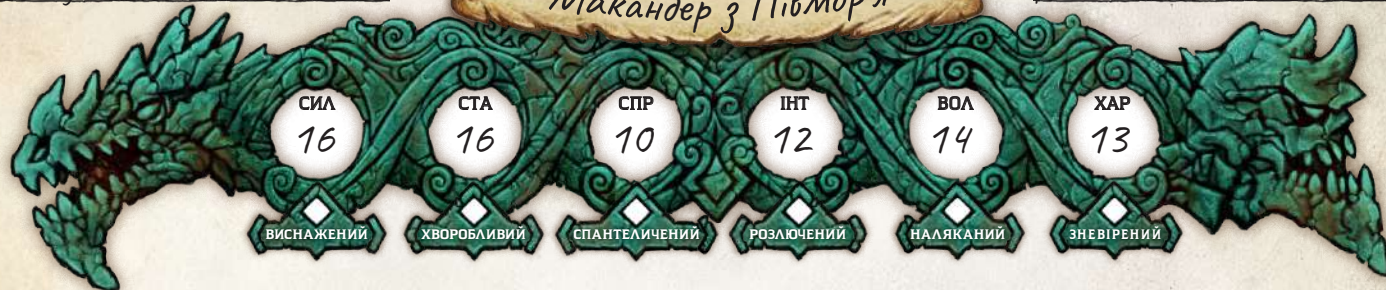 Макандер з Півмор'я
СИЛ СТА СПР ІНТ ВОЛ ХАР
16 16 10 12 14 13
ВИСНАЖЕНИЙ ХВОРОБЛИВИЙ СПАНТЕЛИЧЕНИЙ РОЗЛЮЧЕНИЙ НАЛЯКАНИЙ ЗНЕВІРЕНИЙ